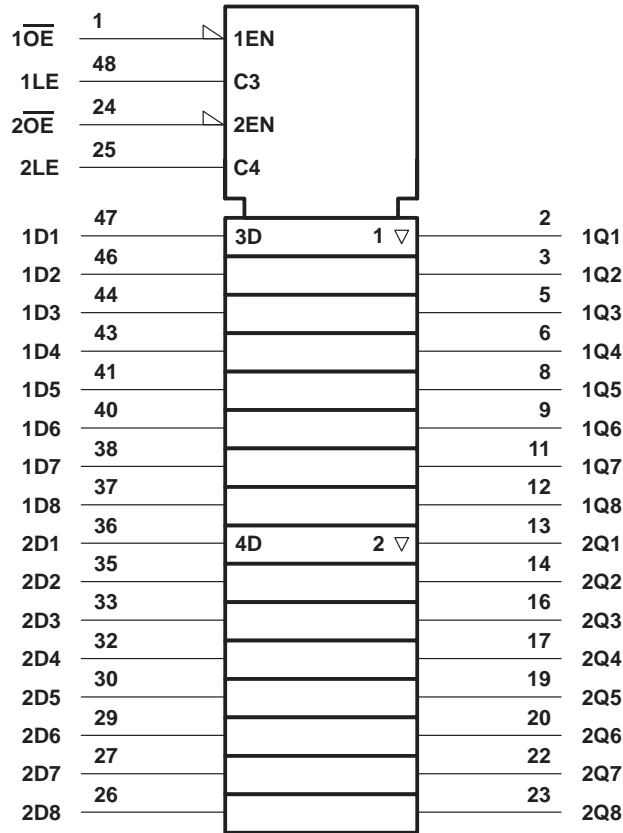 1
1OE 1EN
48
1LE C3
24
2OE 2EN
25
2LE C4
47 2
1D1 3D 1 ▽ 1Q1
46 3
1D2 1Q2
44 5
1D3 1Q3
43 6
1D4 1Q4
41 8
1D5 1Q5
40 9
1D6 1Q6
38 11
1D7 1Q7
37 12
1D8 1Q8
36 13
2D1 4D 2 ▽ 2Q1
35 14
2D2 2Q2
33 16
2D3 2Q3
32 17
2D4 2Q4
30 19
2D5 2Q5
29 20
2D6 2Q6
27 22
2D7 2Q7
26 23
2D8 2Q8